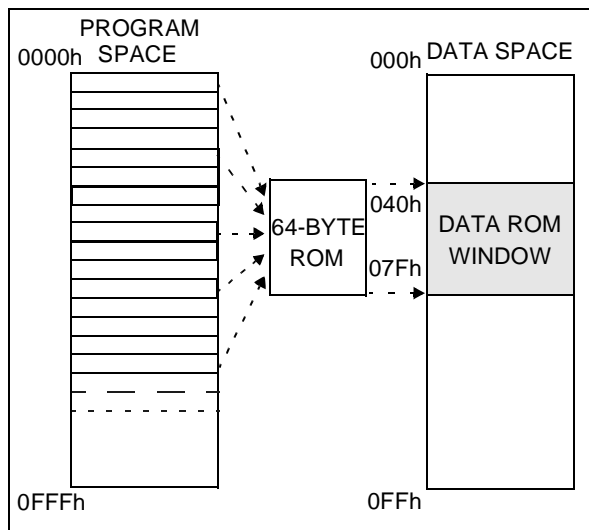 PROGRAM
SPACE
0000h
DATA SPACE
000h
64-BYTE
ROM
040h
07Fh
DATA ROM
WINDOW
0FFFh
0FFh